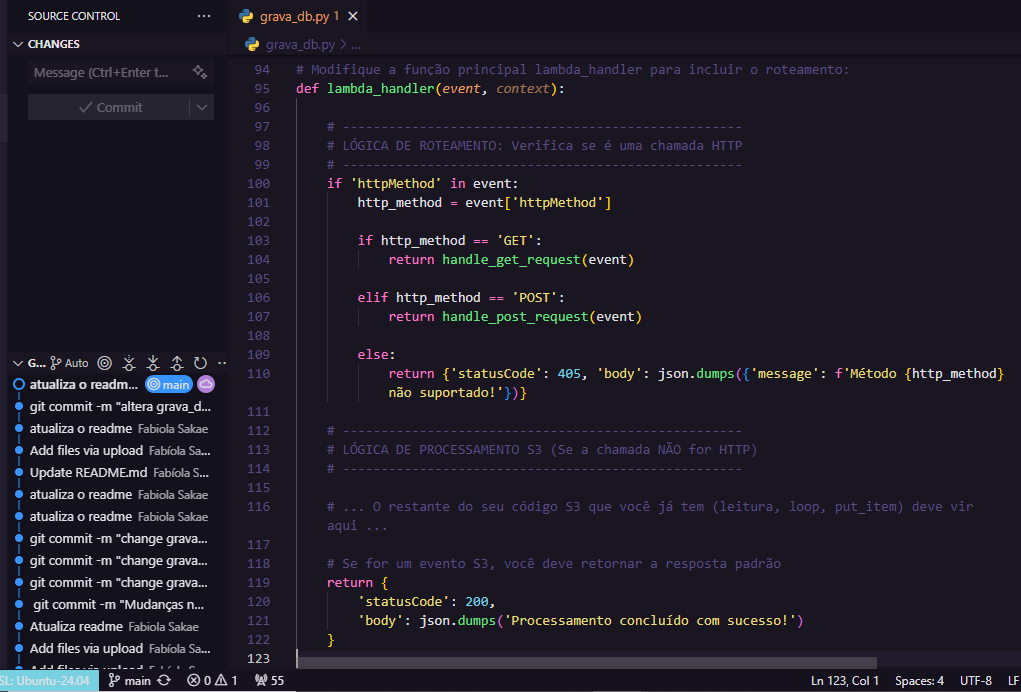 SOURCE CONTROL ...
CHANGES
Message (Ctrl+Enter t...
Commit
G... Auto ...
atualiza o readm... main
git commit -m "altera grava_d...
atualiza o readme Fabiola Sakae
Add files via upload Fabíola Sa...
Update README.md Fabíola S...
atualiza o readme Fabiola Sakae
atualiza o readme Fabiola Sakae
git commit -m "change grava...
git commit -m "change grava...
git commit -m "change grava...
git commit -m "Mudanças n...
Atualiza readme Fabiola Sakae
Add files via upload Fabíola Sa...
grava_db.py 1
grava_db.py > ...
94 # Modifique a função principal lambda_handler para incluir o roteamento:
95 def lambda_handler(event, context):
96
97 # ----------------------------------------------------
98 # LÓGICA DE ROTEAMENTO: Verifica se é uma chamada HTTP
99 # ----------------------------------------------------
100 if 'httpMethod' in event:
101 http_method = event['httpMethod']
102
103 if http_method == 'GET':
104 return handle_get_request(event)
105
106 elif http_method == 'POST':
107 return handle_post_request(event)
108
109 else:
110 return {'statusCode': 405, 'body': json.dumps({'message': f'Método {http_method}
não suportado!'})}
111
112 # ----------------------------------------------------
113 # LÓGICA DE PROCESSAMENTO S3 (Se a chamada NÃO for HTTP)
114 # ----------------------------------------------------
115
116 # ... O restante do seu código S3 que você já tem (leitura, loop, put_item) deve vir
aqui ...
117
118 # Se for um evento S3, você deve retornar a resposta padrão
119 return {
120 'statusCode': 200,
121 'body': json.dumps('Processamento concluído com sucesso!')
122 }
123
SL: Ubuntu-24.04 main 0 1 55 Ln 123, Col 1 Spaces: 4 UTF-8 LF